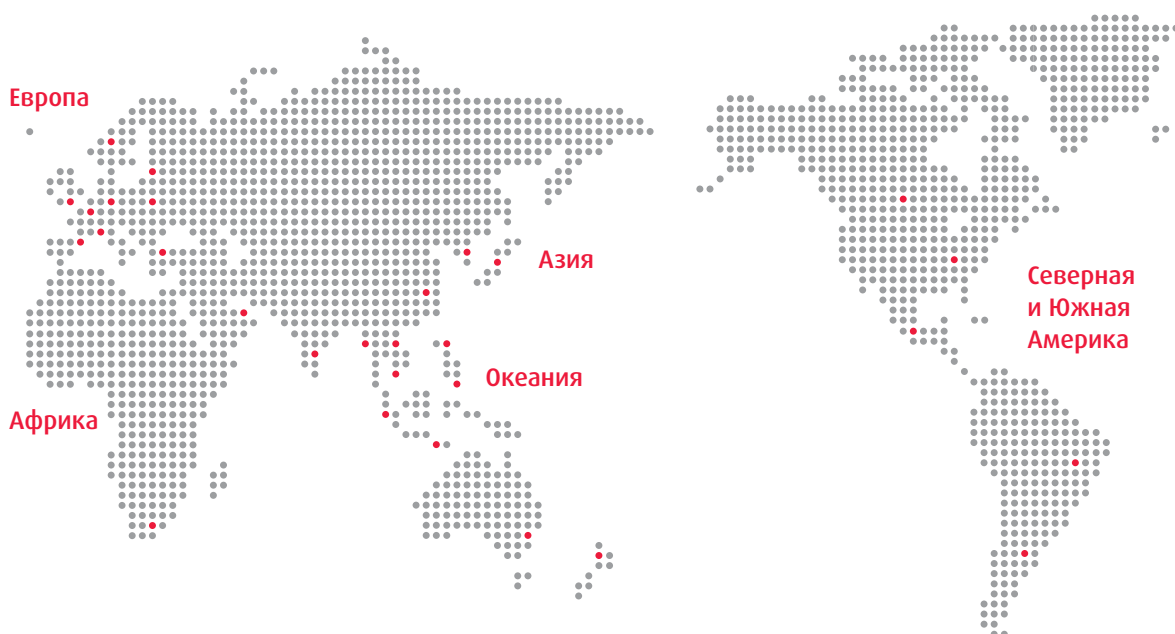 Европа
Азия
Северная
и Южная
Америка
Океания
Африка